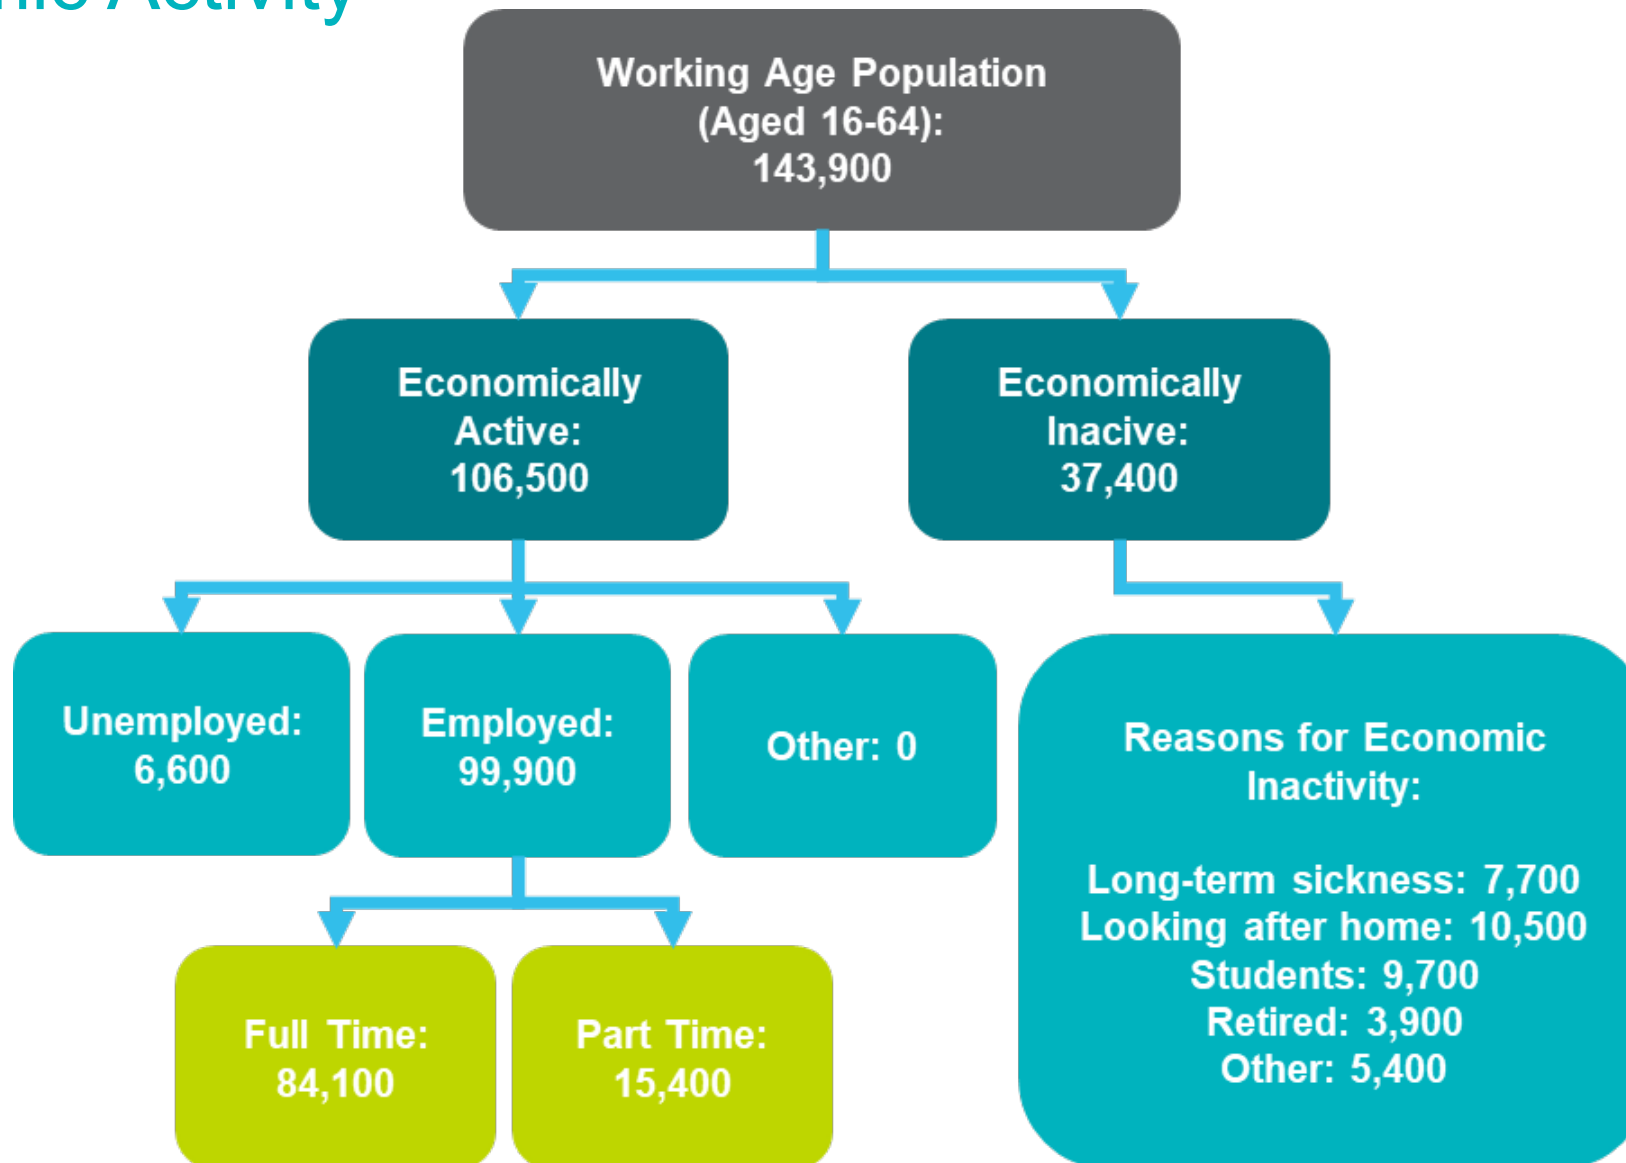 Activity
Working Age Population
(Aged 16-64):
143,900
Economically
Active:
106,500
Economically
Inacive:
37,400
Unemployed:
6,600
Employed:
99,900
Other: 0
Reasons for Economic
Inactivity:
Long-term sickness: 7,700
Looking after home: 10,500
Students: 9,700
Retired: 3,900
Other: 5,400
Full Time:
84,100
Part Time:
15,400